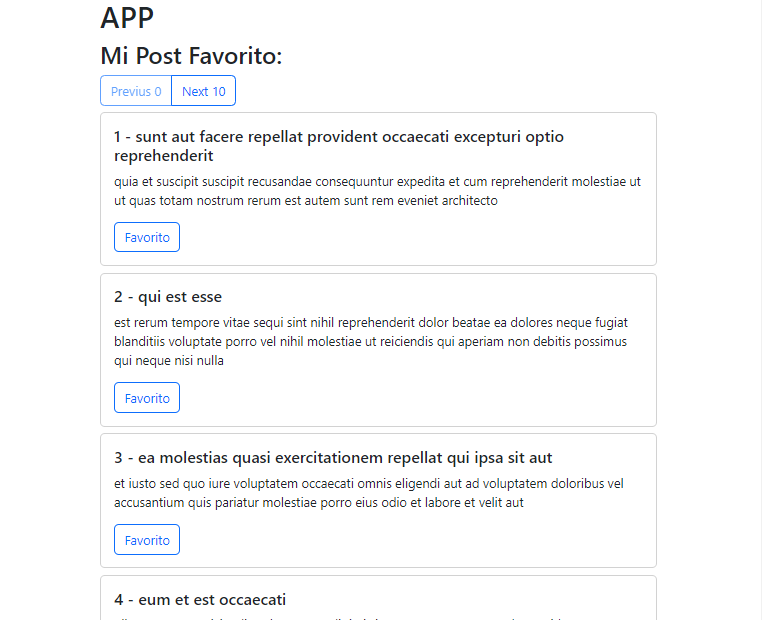 APP
Mi Post Favorito:
Previus 0 Next 10
1 - sunt aut facere repellat provident occaecati excepturi optio
reprehenderit
quia et suscipit suscipit recusandae consequuntur expedita et cum reprehenderit molestiae ut
ut quas totam nostrum rerum est autem sunt rem eveniet architecto
Favorito
2 - qui est esse
est rerum tempore vitae sequi sint nihil reprehenderit dolor beatae ea dolores neque fugiat
blanditiis voluptate porro vel nihil molestiae ut reiciendis qui aperiam non debitis possimus
qui neque nisi nulla
Favorito
3 - ea molestias quasi exercitationem repellat qui ipsa sit aut
et iusto sed quo iure voluptatem occaecati omnis eligendi aut ad voluptatem doloribus vel
accusantium quis pariatur molestiae porro eius odio et labore et velit aut
Favorito
4 - eum et est occaecati